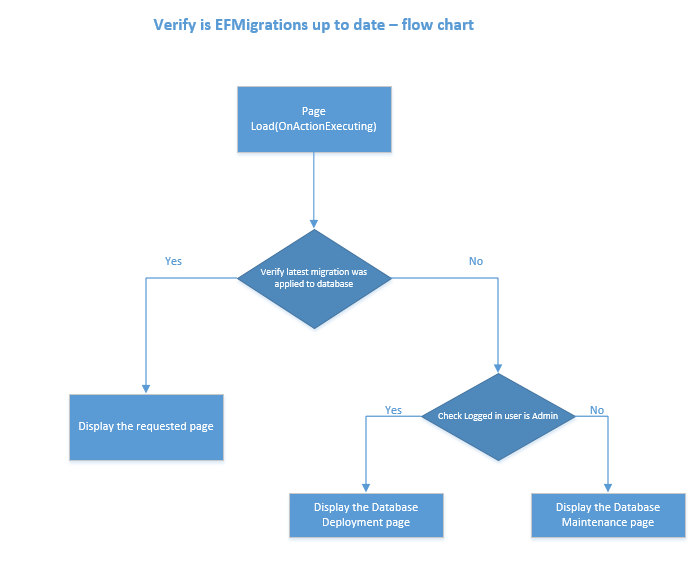 Verify is EFMigrations up to date – flow chart
Page
Load(OnActionExecuting)
Yes
No
Verify latest migration was
applied to database
Display the requested page
Yes
Check Logged in user is Admin
No
Display the Database
Deployment page
Display the Database
Maintenance page